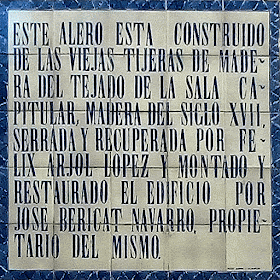 ESTE ALERO ESTA CONSTRUIDO
DE LAS VIEJAS TIJERAS DE MADE-
RA DEL TEJADO DE LA SALA CA-
PITULAR, MADERA DEL SIGLO XVII,
SERRADA Y RECUPERADA POR FE-
LIX ARJOL LOPEZ Y MONTADO Y
RESTAURADO EL EDIFICIO POR
JOSE BERICAT NAVARRO, PROPIE-
TARIO DEL MISMO.